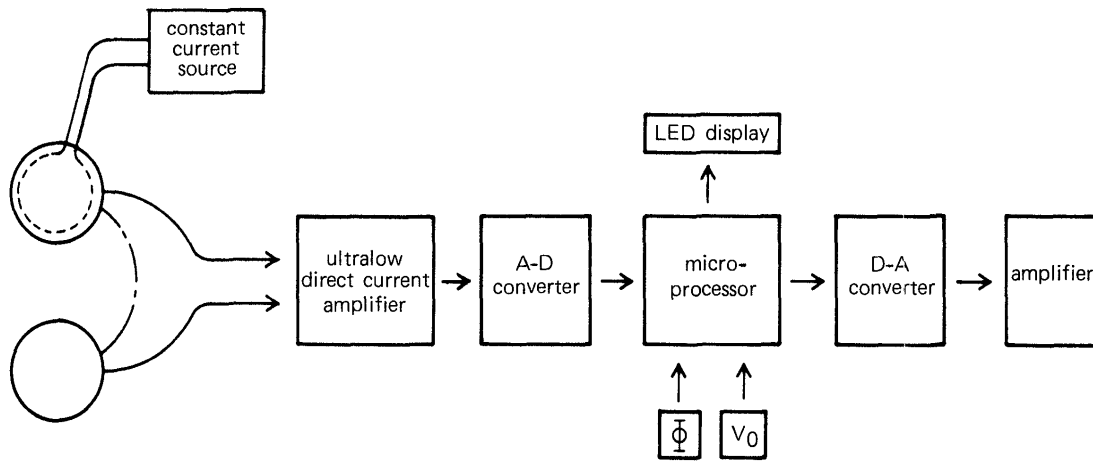 constant
current
source
LED display
ultralow
direct current
amplifier
A-D
converter
micro-
processor
D-A
converter
amplifier
Φ
V₀